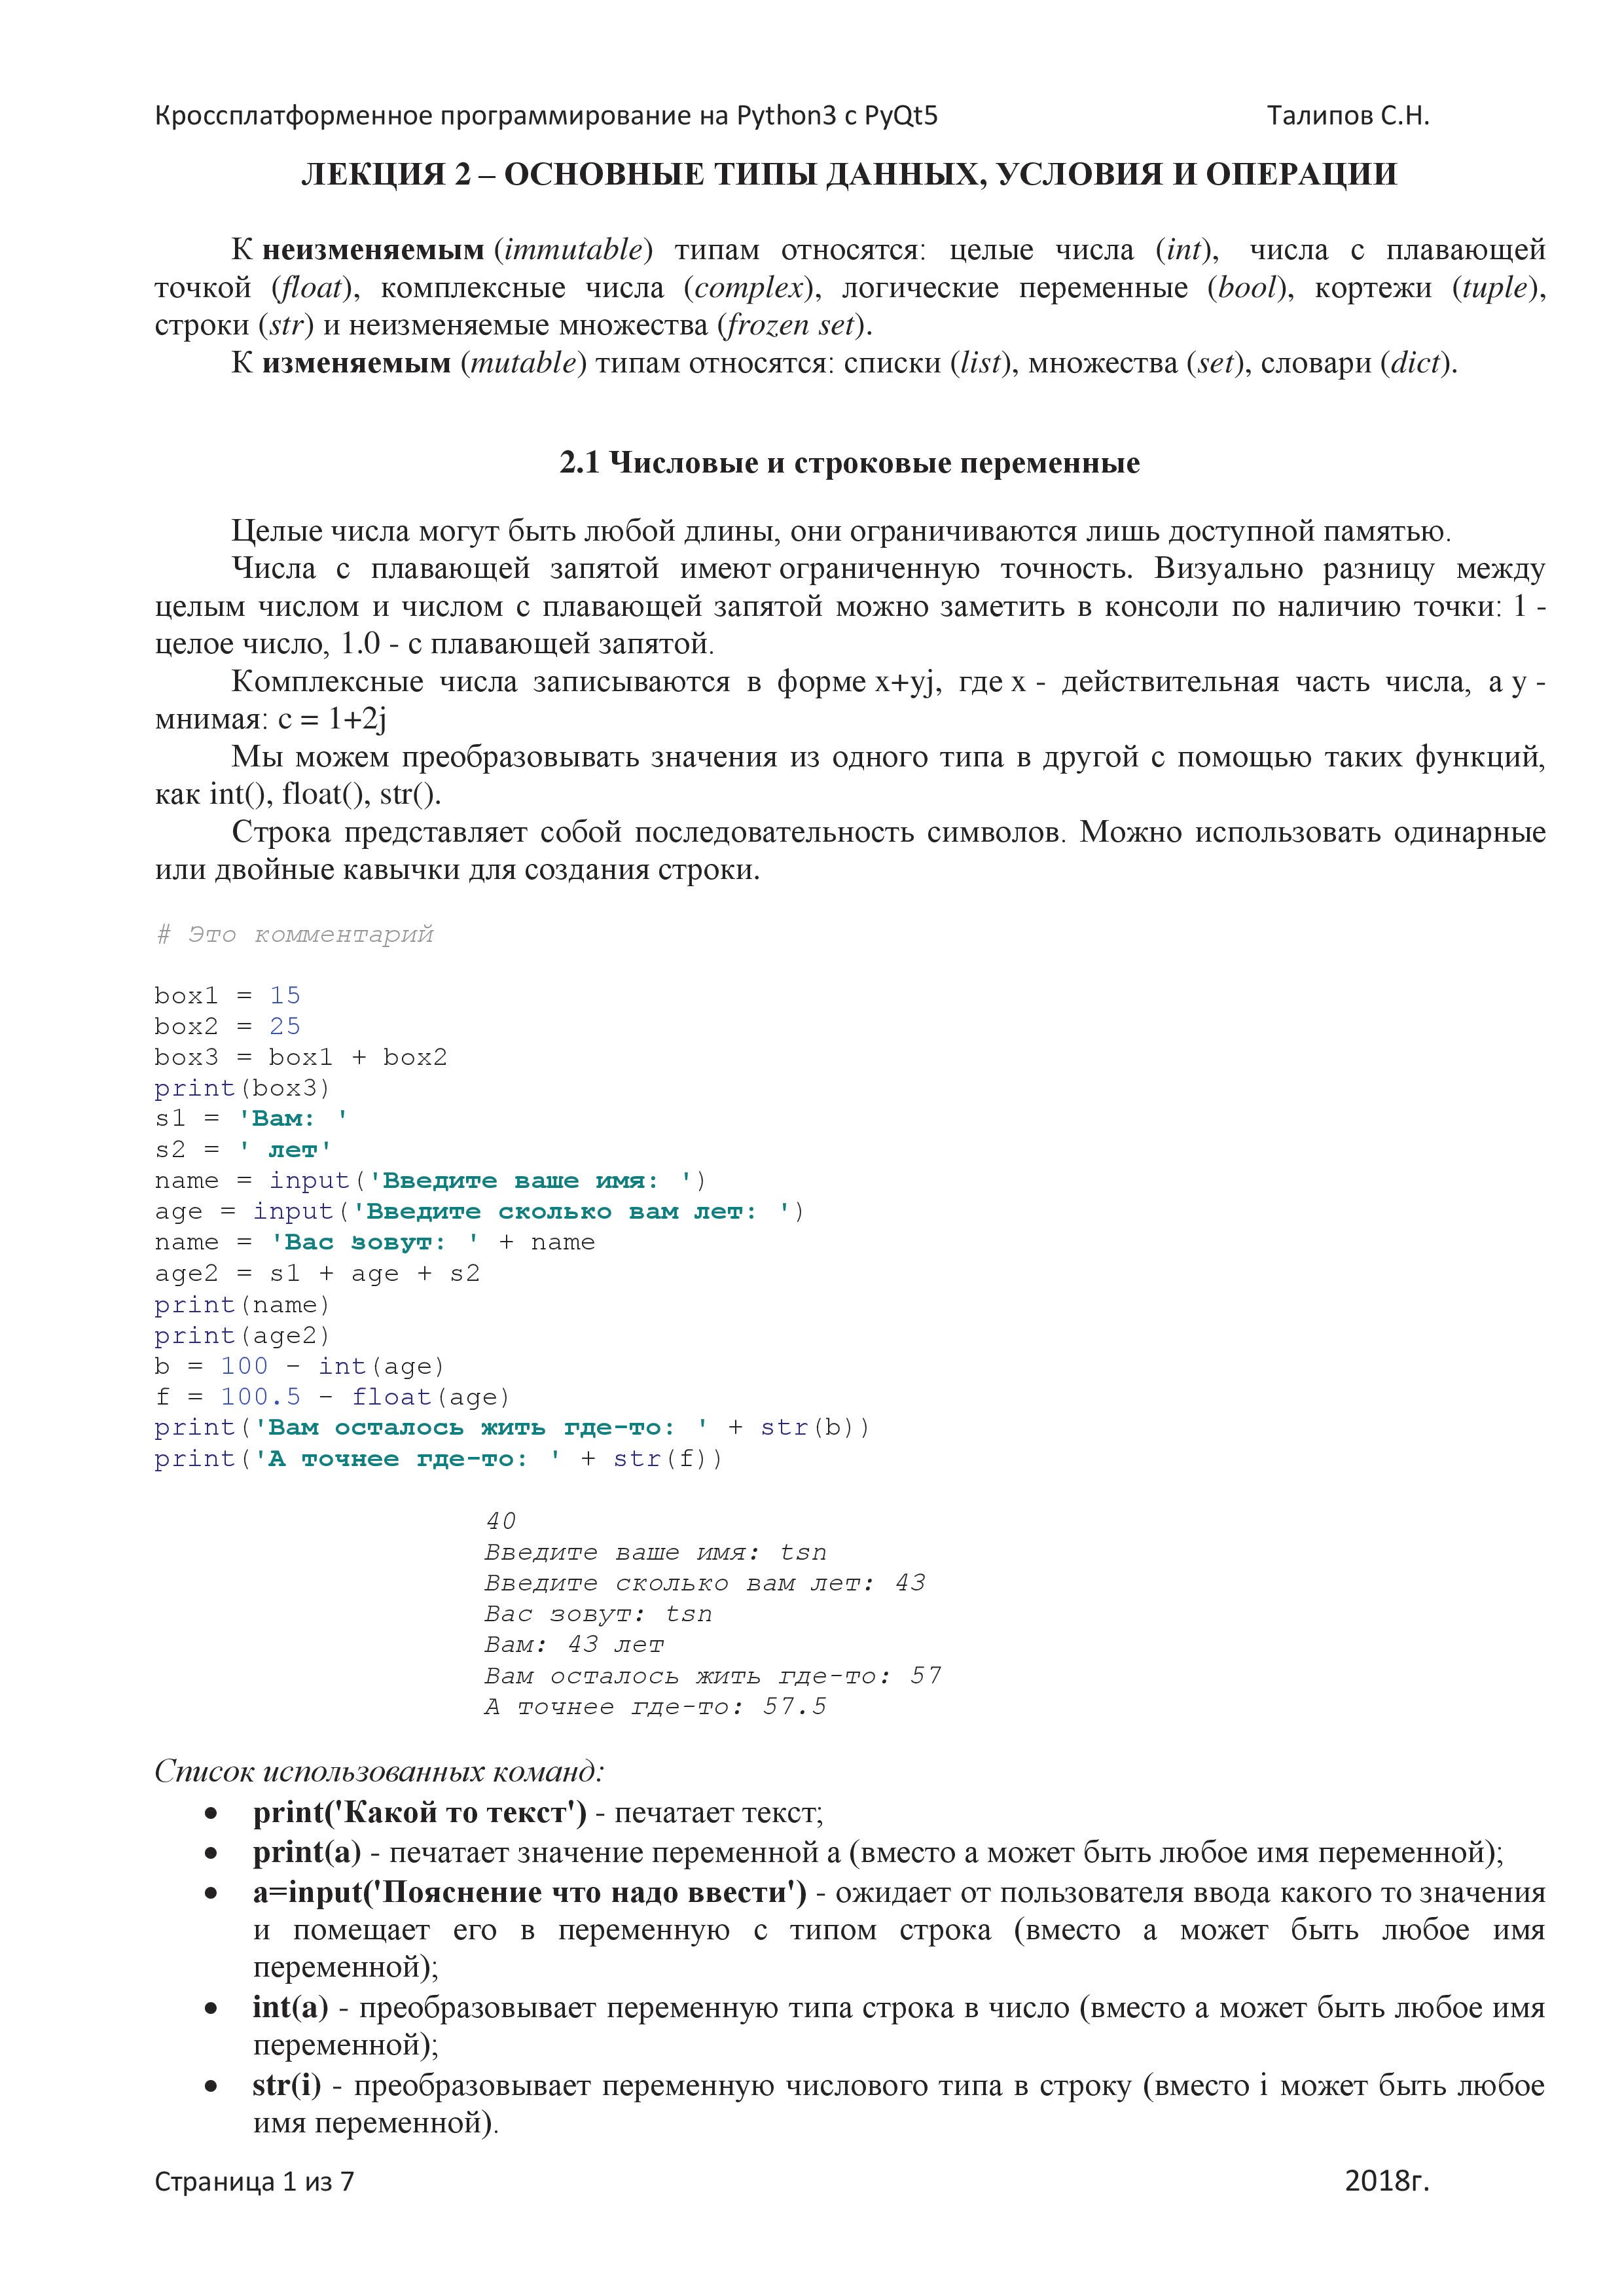 Кроссплатформенное программирование на Python3 с PyQt5 Талипов С.Н.
ЛЕКЦИЯ 2 – ОСНОВНЫЕ ТИПЫ ДАННЫХ, УСЛОВИЯ И ОПЕРАЦИИ
К неизменяемым (immutable) типам относятся: целые числа (int), числа с плавающей
точкой (float), комплексные числа (complex), логические переменные (bool), кортежи (tuple),
строки (str) и неизменяемые множества (frozen set).
К изменяемым (mutable) типам относятся: списки (list), множества (set), словари (dict).
2.1 Числовые и строковые переменные
Целые числа могут быть любой длины, они ограничиваются лишь доступной памятью.
Числа с плавающей запятой имеют ограниченную точность. Визуально разницу между
целым числом и числом с плавающей запятой можно заметить в консоли по наличию точки: 1 -
целое число, 1.0 - с плавающей запятой.
Комплексные числа записываются в форме x+yj, где x - действительная часть числа, а y -
мнимая: c = 1+2j
Мы можем преобразовывать значения из одного типа в другой с помощью таких функций,
как int(), float(), str().
Строка представляет собой последовательность символов. Можно использовать одинарные
или двойные кавычки для создания строки.
# Это комментарий
box1 = 15
box2 = 25
box3 = box1 + box2
print(box3)
s1 = 'Вам: '
s2 = ' лет'
name = input('Введите ваше имя: ')
age = input('Введите сколько вам лет: ')
name = 'Вас зовут: ' + name
age2 = s1 + age + s2
print(name)
print(age2)
b = 100 - int(age)
f = 100.5 - float(age)
print('Вам осталось жить где-то: ' + str(b))
print('А точнее где-то: ' + str(f))
40
Введите ваше имя: tsn
Введите сколько вам лет: 43
Вас зовут: tsn
Вам: 43 лет
Вам осталось жить где-то: 57
А точнее где-то: 57.5
Список использованных команд:
• print('Какой то текст') - печатает текст;
• print(a) - печатает значение переменной a (вместо a может быть любое имя переменной);
• a=input('Пояснение что надо ввести') - ожидает от пользователя ввода какого то значения
и помещает его в переменную с типом строка (вместо a может быть любое имя
переменной);
• int(a) - преобразовывает переменную типа строка в число (вместо a может быть любое имя
переменной);
• str(i) - преобразовывает переменную числового типа в строку (вместо i может быть любое
имя переменной).
Страница 1 из 7 2018г.